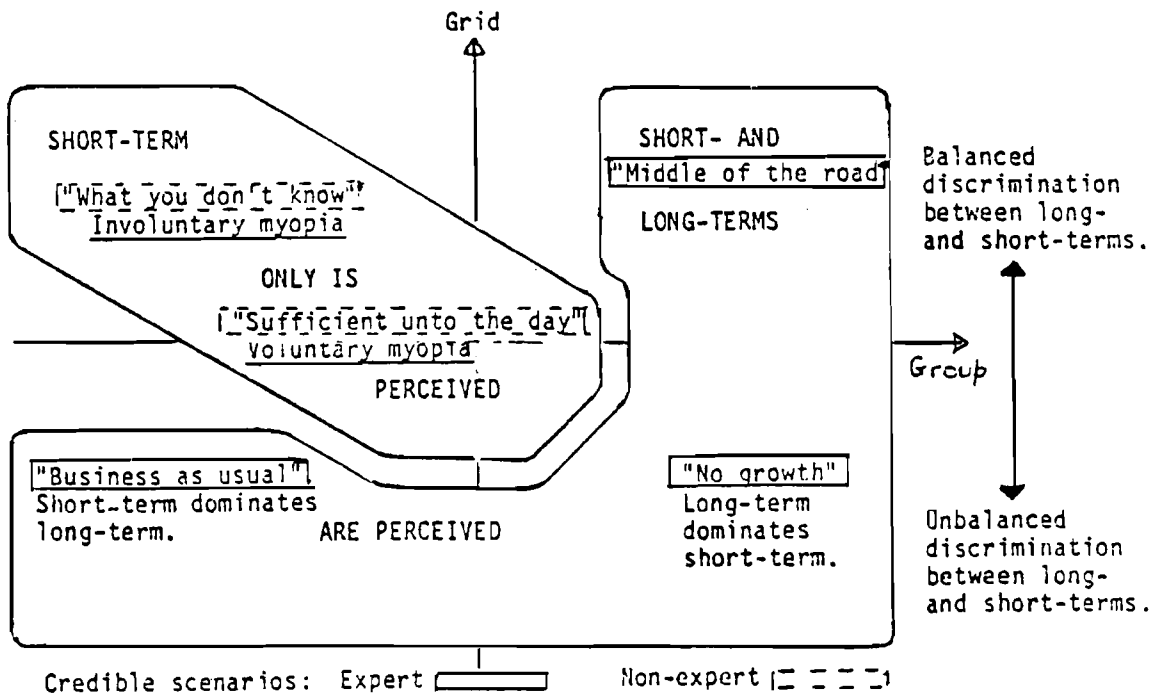 Grid
SHORT-TERM
"What you don't know"
Involuntary myopia
ONLY IS
"Sufficient unto the day"
Voluntary myopia
PERCEIVED
SHORT- AND
"Middle of the road
LONG-TERMS
Balanced
discrimination
between long-
and short-terms.
Group
"Business as usual"
Short-term dominates
long-term.
ARE PERCEIVED
"No growth"
Long-term
dominates
short-term.
Unbalanced
discrimination
between long-
and short-terms.
Credible scenarios: Expert Non-expert